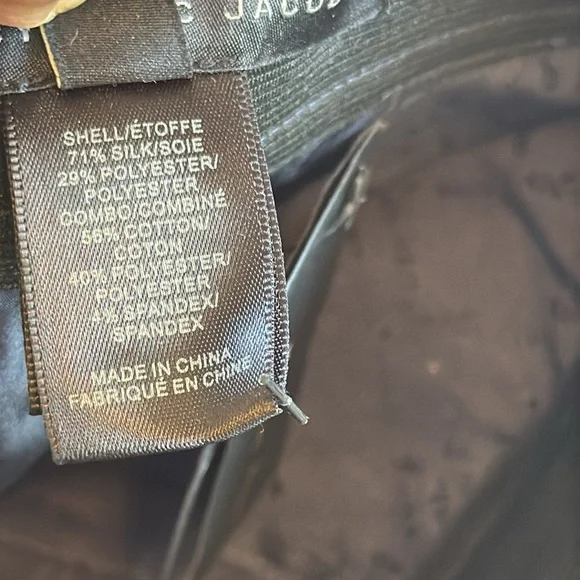 C JACOB
SHELL/ÉTOFFE
71% SILK/SOIE
29% POLYESTER/
POLYESTER
COMBO/COMBINÉ
56% COTTON/
COTON
40% POLYESTER/
POLYESTER
4% SPANDEX/
SPANDEX
MADE IN CHINA
FABRIQUÉ EN CHINE